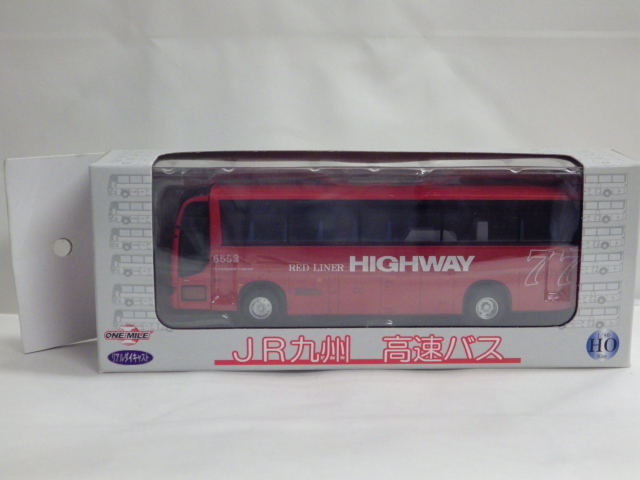 8553
RED LINER HIGHWAY
77
ONE MILE
リアルダイキャスト
JR九州 高速バス
HO